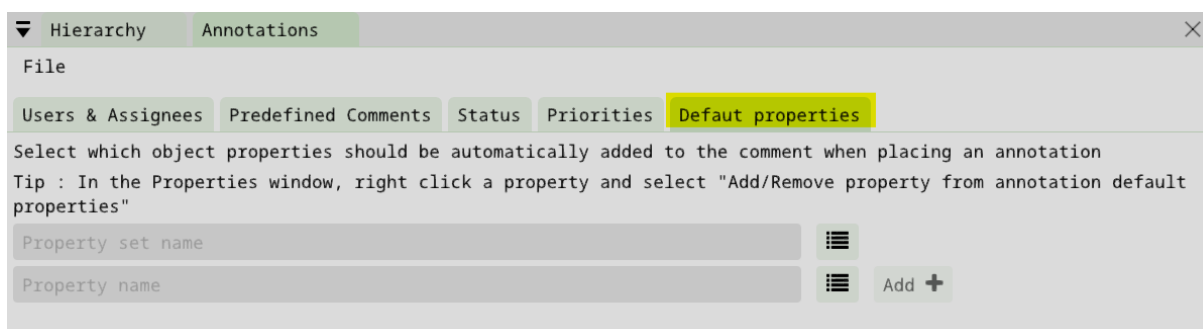 Hierarchy Annotations
File
Users & Assignees Predefined Comments Status Priorities Defaut properties
Select which object properties should be automatically added to the comment when placing an annotation
Tip : In the Properties window, right click a property and select "Add/Remove property from annotation default
properties"
Property set name
Property name Add